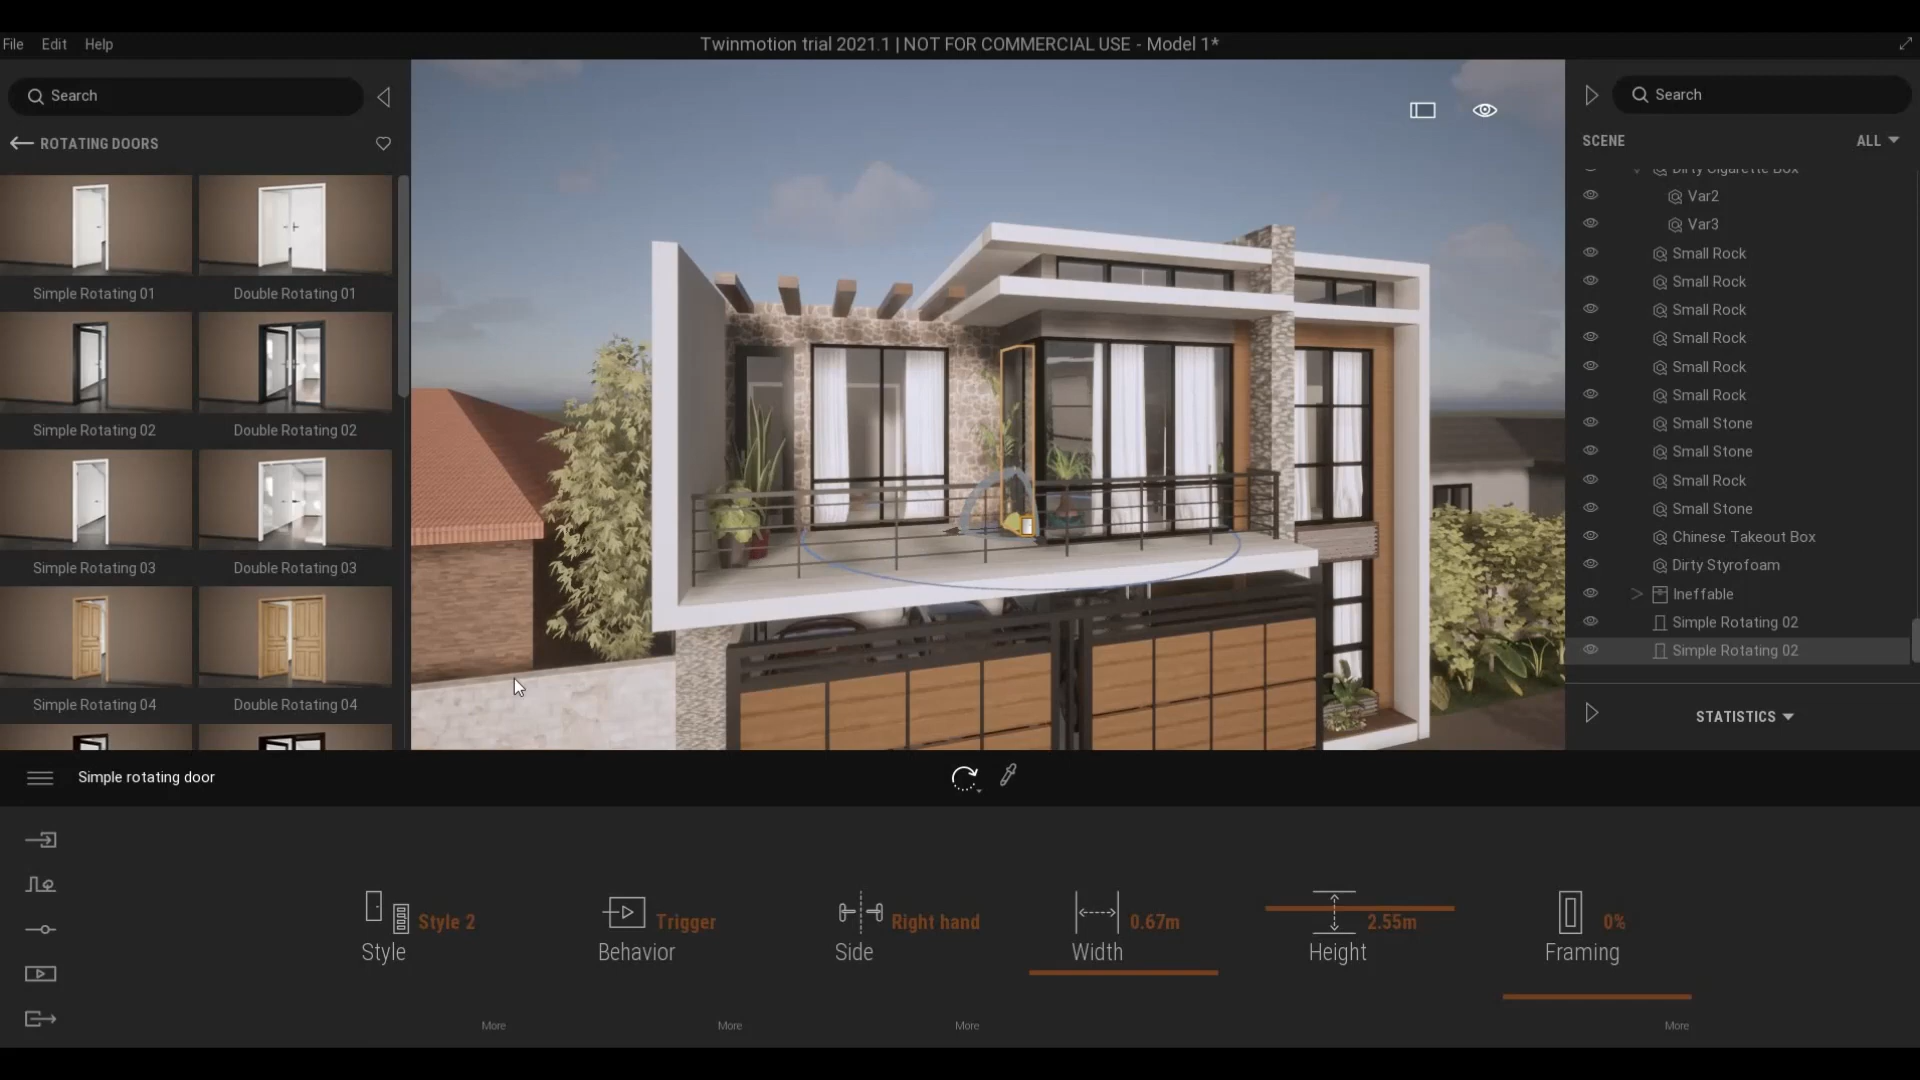 File Edit Help
Twinmotion trial 2021.1 | NOT FOR COMMERCIAL USE - Model 1*
Search
ROTATING DOORS
Simple Rotating 01
Double Rotating 01
Simple Rotating 02
Double Rotating 02
Simple Rotating 03
Double Rotating 03
Simple Rotating 04
Double Rotating 04
Search
SCENE
ALL
Dirty Cigarette Box
Var2
Var3
Small Rock
Small Rock
Small Rock
Small Rock
Small Rock
Small Rock
Small Stone
Small Stone
Small Rock
Small Stone
Chinese Takeout Box
Dirty Styrofoam
Ineffable
Simple Rotating 02
Simple Rotating 02
STATISTICS
Simple rotating door
Style 2
Style
More
Trigger
Behavior
More
Right hand
Side
More
0.67m
Width
2.55m
Height
0%
Framing
More